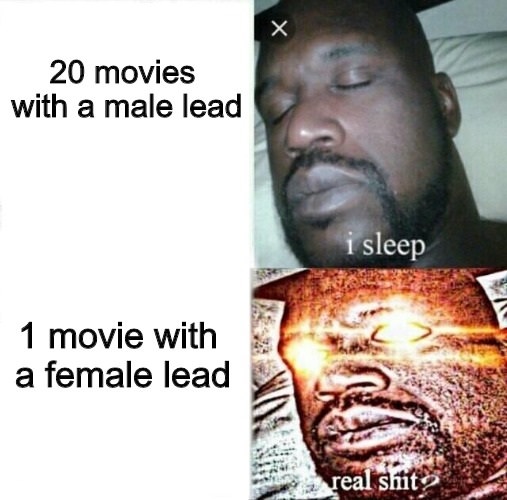 20 movies
with a male lead
i sleep
1 movie with
a female lead
real shit?